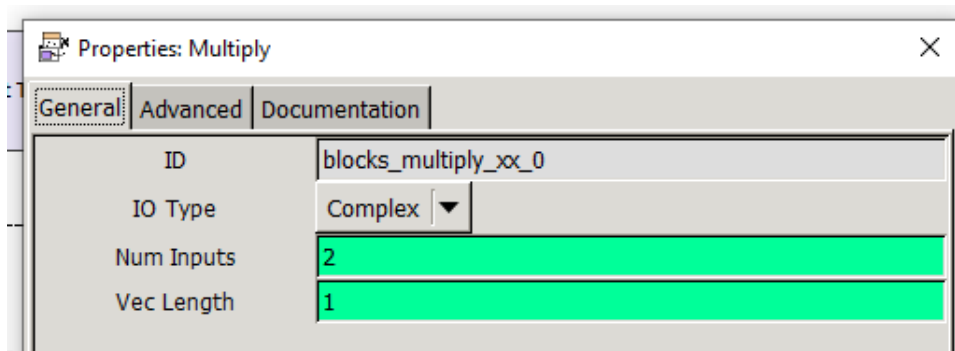 Properties: Multiply
General Advanced Documentation
ID blocks_multiply_xx_0
IO Type Complex
Num Inputs 2
Vec Length 1